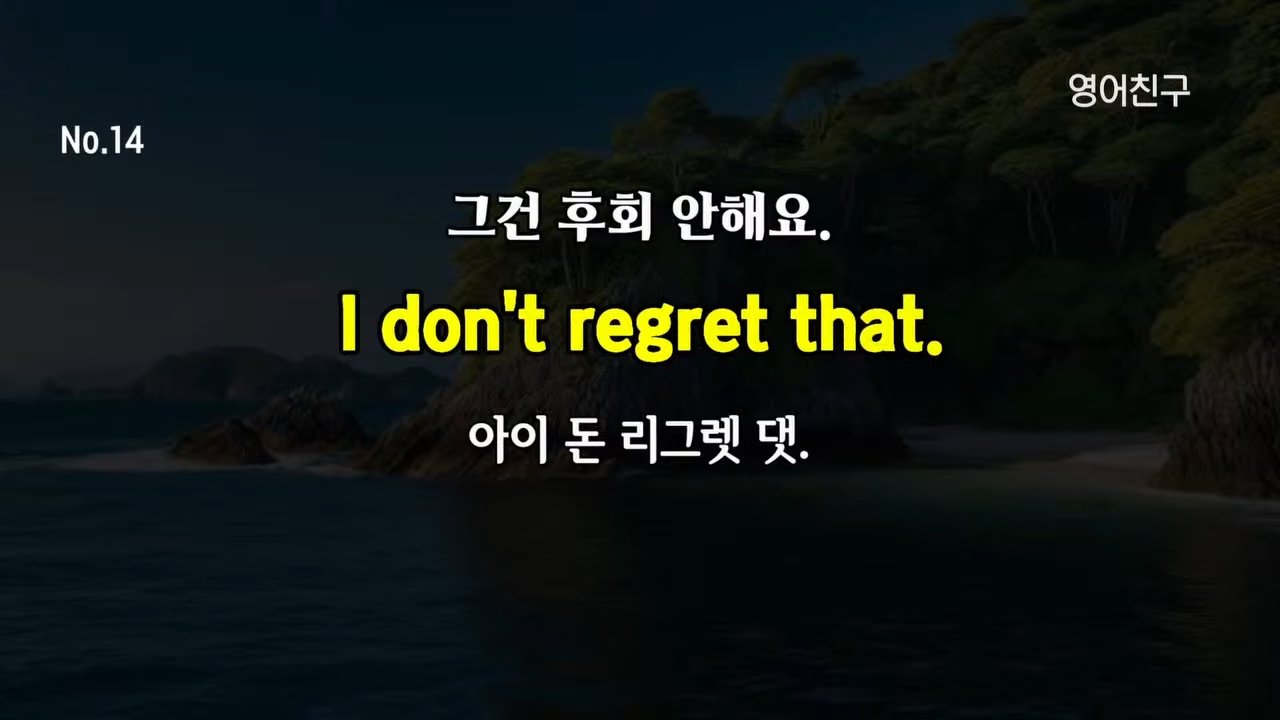 영어친구
No.14
그건 후회 안해요.
I don't regret that.
아이 돈 리그렛 댓.